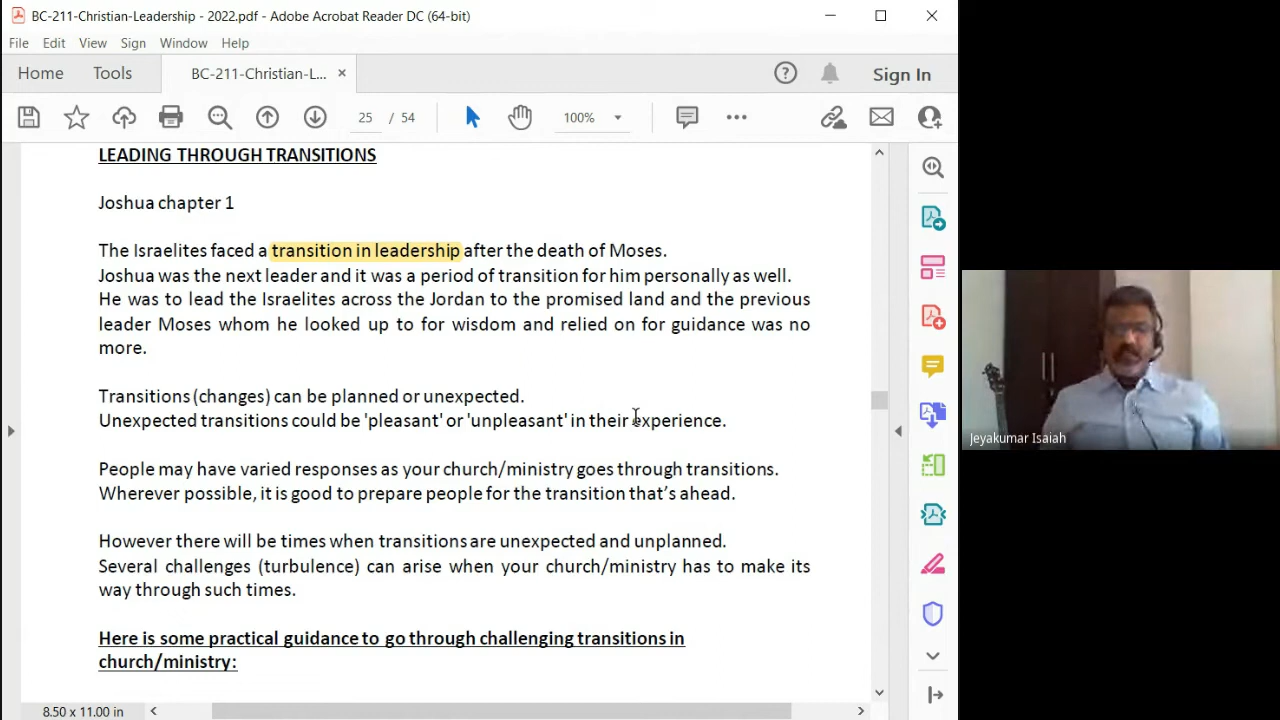 BC-211-Christian-Leadership - 2022.pdf - Adobe Acrobat Reader DC (64-bit)
File Edit View Sign Window Help
Home Tools BC-211-Christian-L... × Sign In
25 / 54 100%
LEADING THROUGH TRANSITIONS
Joshua chapter 1
The Israelites faced a transition in leadership after the death of Moses.
Joshua was the next leader and it was a period of transition for him personally as well.
He was to lead the Israelites across the Jordan to the promised land and the previous
leader Moses whom he looked up to for wisdom and relied on for guidance was no
more.
Transitions (changes) can be planned or unexpected.
Unexpected transitions could be 'pleasant' or 'unpleasant' in their experience.
People may have varied responses as your church/ministry goes through transitions.
Wherever possible, it is good to prepare people for the transition that’s ahead.
However there will be times when transitions are unexpected and unplanned.
Several challenges (turbulence) can arise when your church/ministry has to make its
way through such times.
Here is some practical guidance to go through challenging transitions in
church/ministry:
8.50 x 11.00 in
Jeyakumar Isaiah